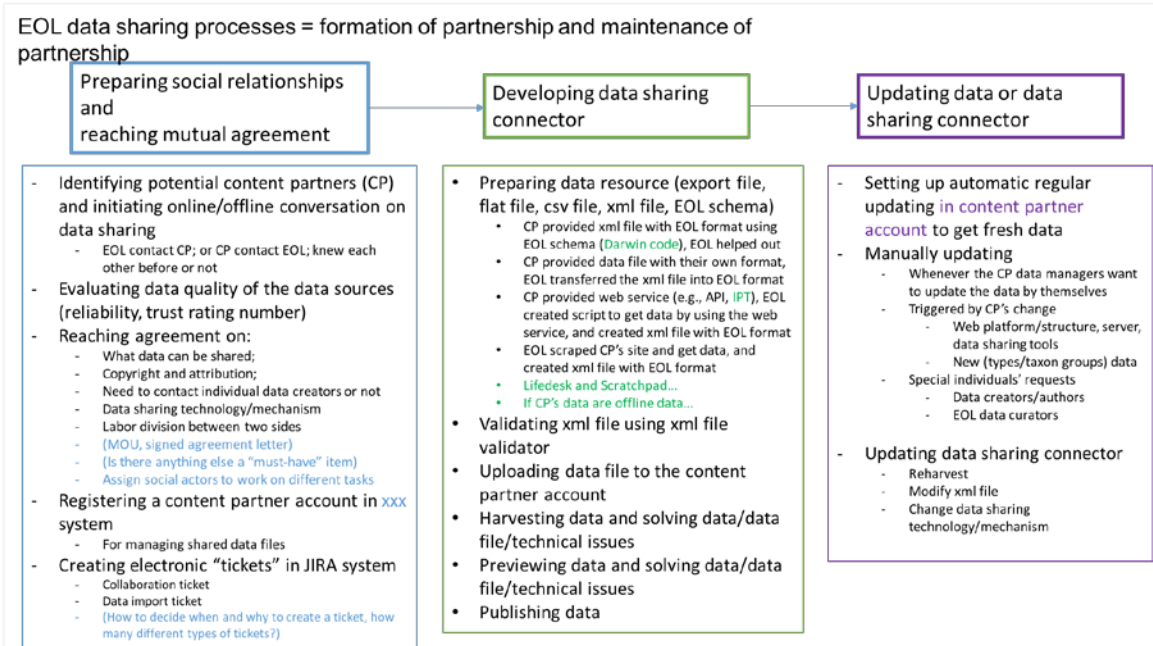 EOL data sharing processes = formation of partnership and maintenance of
partnership
Preparing social relationships
and
reaching mutual agreement
Developing data sharing
connector
Updating data or data
sharing connector
- Identifying potential content partners (CP)
and initiating online/offline conversation on
data sharing
- EOL contact CP; or CP contact EOL; knew each
other before or not
- Evaluating data quality of the data sources
(reliability, trust rating number)
- Reaching agreement on:
- What data can be shared;
- Copyright and attribution;
- Need to contact individual data creators or not
- Data sharing technology/mechanism
- Labor division between two sides
- (MOU, signed agreement letter)
- (Is there anything else a “must-have” item)
- Assign social actors to work on different tasks
- Registering a content partner account in xxx
system
- For managing shared data files
- Creating electronic “tickets” in JIRA system
- Collaboration ticket
- Data import ticket
- (How to decide when and why to create a ticket, how
many different types of tickets?)
• Preparing data resource (export file,
flat file, csv file, xml file, EOL schema)
• CP provided xml file with EOL format using
EOL schema (Darwin code), EOL helped out
• CP provided data file with their own format,
EOL transferred the xml file into EOL format
• CP provided web service (e.g., API, IPT), EOL
created script to get data by using the web
service, and created xml file with EOL format
• EOL scraped CP’s site and get data, and
created xml file with EOL format
• Lifedesk and Scratchpad…
• If CP’s data are offline data…
• Validating xml file using xml file
validator
• Uploading data file to the content
partner account
• Harvesting data and solving data/data
file/technical issues
• Previewing data and solving data/data
file/technical issues
• Publishing data
- Setting up automatic regular
updating in content partner
account to get fresh data
- Manually updating
- Whenever the CP data managers want
to update the data by themselves
- Triggered by CP’s change
- Web platform/structure, server,
data sharing tools
- New (types/taxon groups) data
- Special individuals’ requests
- Data creators/authors
- EOL data curators
- Updating data sharing connector
- Reharvest
- Modify xml file
- Change data sharing
technology/mechanism